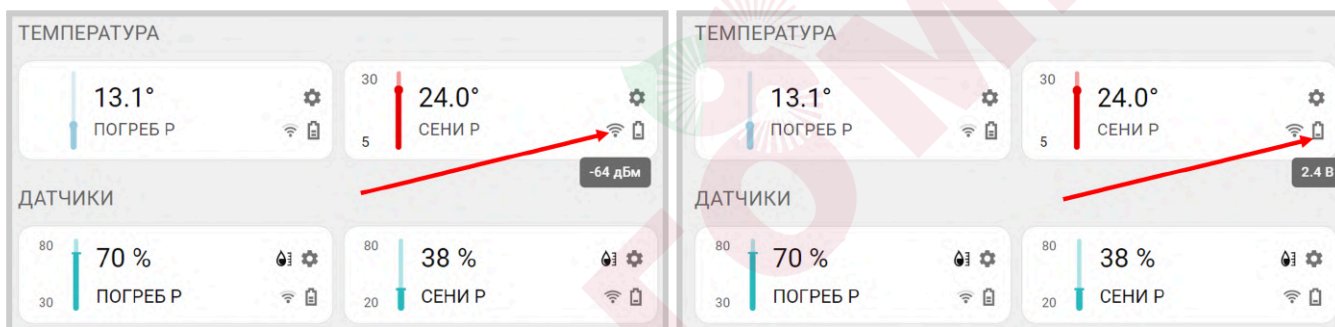 ТЕМПЕРАТУРА
13.1°
ПОГРЕБ Р
30
5
24.0°
СЕНИ Р
-64 дБм
ДАТЧИКИ
80
30
70 %
ПОГРЕБ Р
80
20
38 %
СЕНИ Р
ТЕМПЕРАТУРА
13.1°
ПОГРЕБ Р
30
5
24.0°
СЕНИ Р
2.4 В
ДАТЧИКИ
80
30
70 %
ПОГРЕБ Р
80
20
38 %
СЕНИ Р